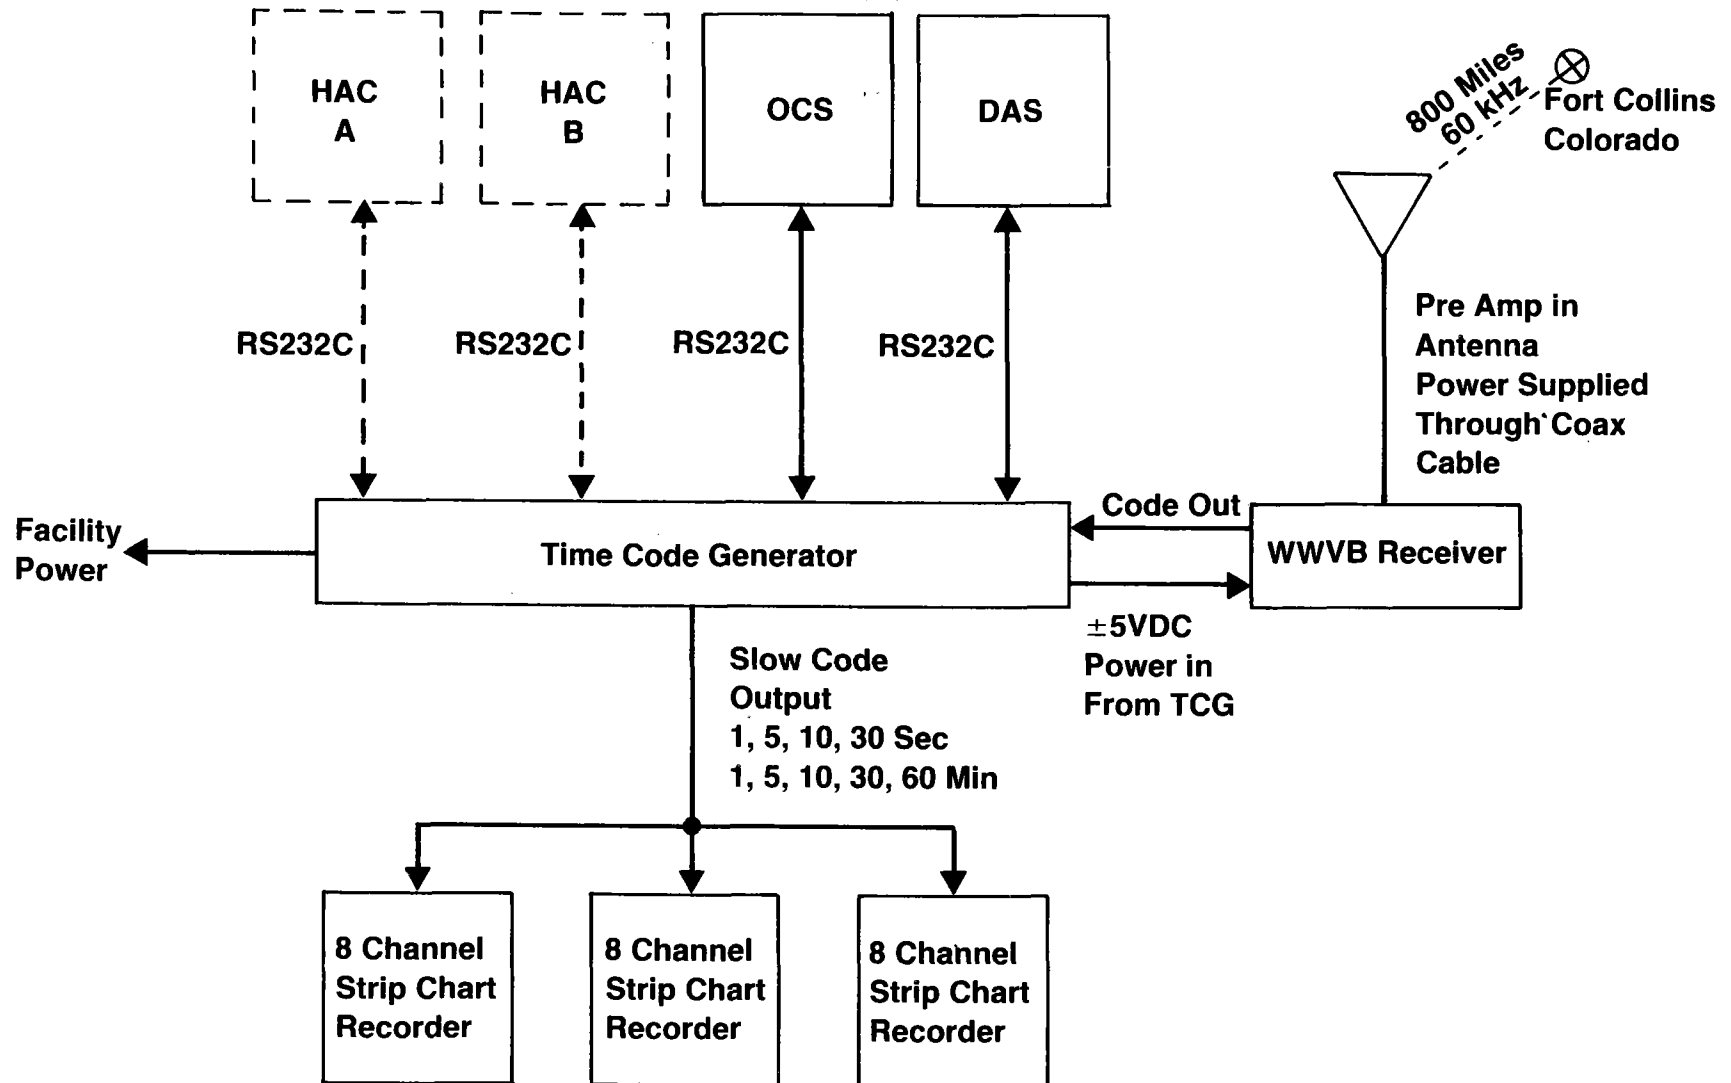 HAC
A
HAC
B
OCS
DAS
800 Miles
60 kHz
Fort Collins
Colorado
RS232C
RS232C
RS232C
RS232C
Pre Amp in
Antenna
Power Supplied
Through Coax
Cable
Facility
Power
Time Code Generator
Code Out
WWVB Receiver
±5VDC
Power in
From TCG
Slow Code
Output
1, 5, 10, 30 Sec
1, 5, 10, 30, 60 Min
8 Channel
Strip Chart
Recorder
8 Channel
Strip Chart
Recorder
8 Channel
Strip Chart
Recorder